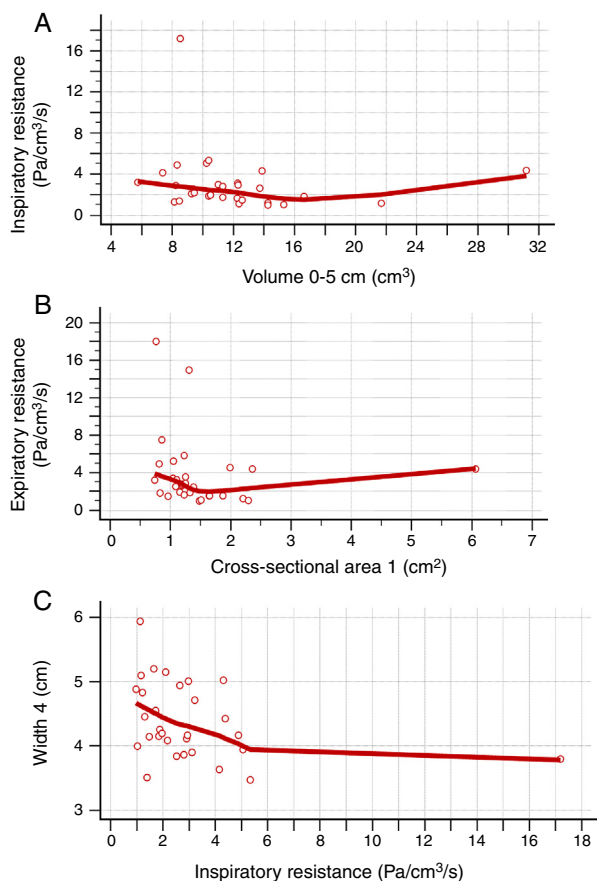 A
Inspiratory resistance
(Pa/cm³/s)
16
12
8
4
0
4 8 12 16 20 24 28 32
Volume 0-5 cm (cm³)
B
Expiratory resistance
(Pa/cm³/s)
20
16
12
8
4
0
0 1 2 3 4 5 6 7
Cross-sectional area 1 (cm²)
C
Width 4 (cm)
6
5
4
3
0 2 4 6 8 10 12 14 16 18
Inspiratory resistance (Pa/cm³/s)